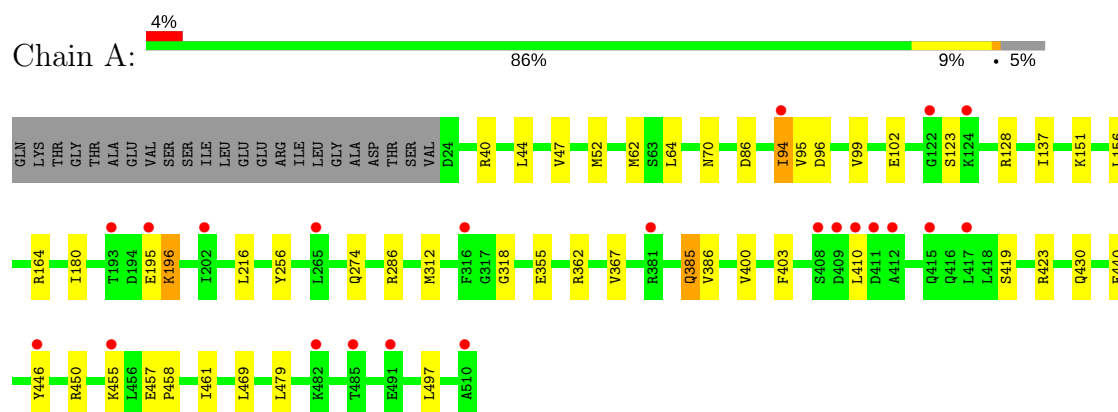 4%
Chain A:
86% 9% • 5%
GLN LYS THR GLY THR ALA GLU VAL SER SER ILE LEU GLU GLU ARG ILE LEU GLY ALA ASP THR SER VAL D24 R40 L44 V47 M52 M62 S63 L64 N70 D86 I94 V95 D96 V99 E102 G122 S123 K124 R128 I137 K151 L156
R164 I180 T193 D194 E195 K196 I202 L216 Y256 L265 Q274 R286 M312 F316 G317 G318 E355 R362 V367 R381 Q385 V386 V400 F403 S408 D409 L410 D411 A412 Q415 Q416 L417 L418 S419 R423 Q430 E440
Y446 R450 K455 L456 E457 P458 I461 L469 L479 K482 T485 E491 L497 A510